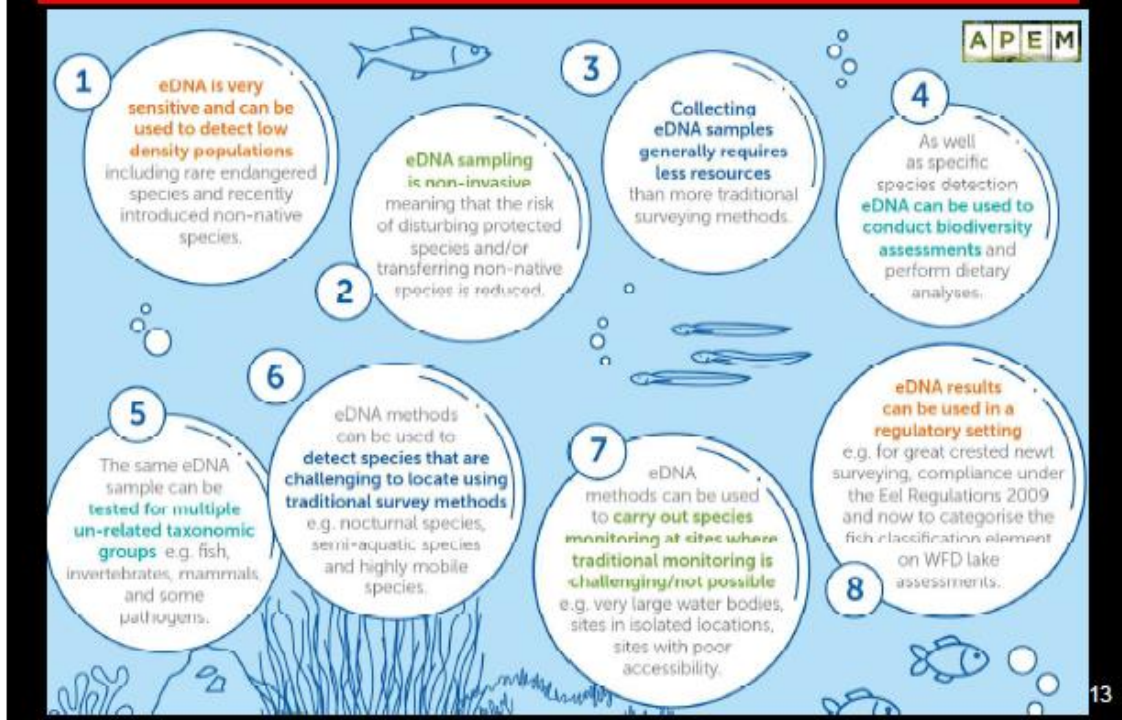 APEM
1
eDNA is very
sensitive and can be
used to detect low
density populations
including rare endangered
species and recently
introduced non-native
species.
eDNA sampling
is non-invasive
meaning that the risk
of disturbing protected
species and/or
transferring non-native
species is reduced.
2
3
Collecting
eDNA samples
generally requires
less resources
than more traditional
surveying methods.
4
As well
as specific
species detection
eDNA can be used to
conduct biodiversity
assessments and
perform dietary
analyses.
5
The same eDNA
sample can be
tested for multiple
un-related taxonomic
groups e.g. fish,
invertebrates, mammals,
and some
pathogens.
6
eDNA methods
can be used to
detect species that are
challenging to locate using
traditional survey methods
e.g. nocturnal species,
semi-aquatic species
and highly mobile
species.
7
eDNA
methods can be used
to carry out species
monitoring at sites where
traditional monitoring is
challenging/not possible
e.g. very large water bodies,
sites in isolated locations,
sites with poor
accessibility.
eDNA results
can be used in a
regulatory setting
e.g. for great crested newt
surveying, compliance under
the Eel Regulations 2009
and now to categorise the
fish classification element
on WFD lake
assessments.
8
13